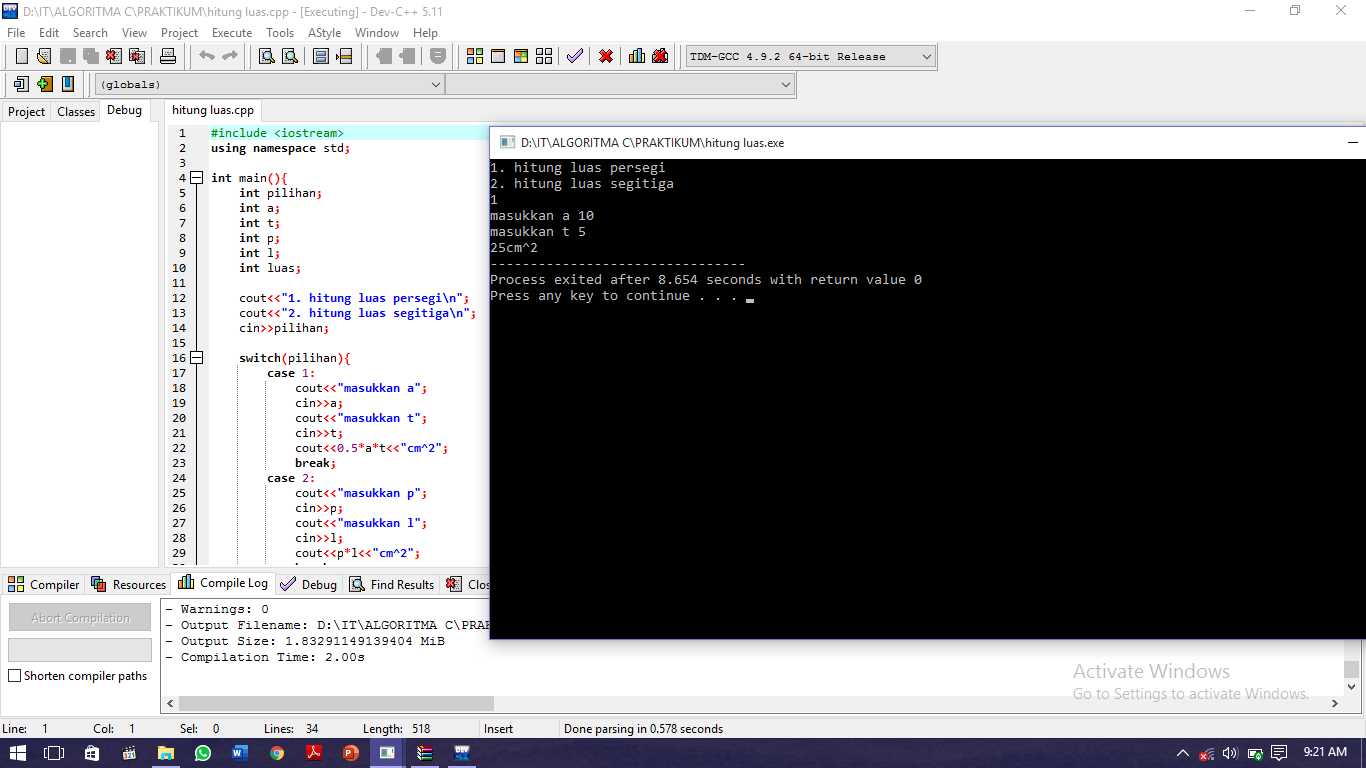 D:\IT\ALGORITMA C\PRAKTIKUM\hitung luas.cpp - [Executing] - Dev-C++ 5.11
File Edit Search View Project Execute Tools AStyle Window Help
TDM-GCC 4.9.2 64-bit Release
(globals)
Project Classes Debug
hitung luas.cpp
1 #include <iostream>
2 using namespace std;
3
4 int main(){
5 int pilihan;
6 int a;
7 int t;
8 int p;
9 int l;
10 int luas;
11
12 cout<<"1. hitung luas persegi\n";
13 cout<<"2. hitung luas segitiga\n";
14 cin>>pilihan;
15
16 switch(pilihan){
17 case 1:
18 cout<<"masukkan a";
19 cin>>a;
20 cout<<"masukkan t";
21 cin>>t;
22 cout<<0.5*a*t<<"cm^2";
23 break;
24 case 2:
25 cout<<"masukkan p";
26 cin>>p;
27 cout<<"masukkan l";
28 cin>>l;
29 cout<<p*l<<"cm^2";
D:\IT\ALGORITMA C\PRAKTIKUM\hitung luas.exe
1. hitung luas persegi
2. hitung luas segitiga
1
masukkan a 10
masukkan t 5
25cm^2
--------------------------------
Process exited after 8.654 seconds with return value 0
Press any key to continue . . .
Compiler Resources Compile Log Debug Find Results Clos
Abort Compilation
Shorten compiler paths
- Warnings: 0
- Output Filename: D:\IT\ALGORITMA C\PRAK
- Output Size: 1.83291149139404 MiB
- Compilation Time: 2.00s
Activate Windows
Go to Settings to activate Windows.
Line: 1 Col: 1 Sel: 0 Lines: 34 Length: 518 Insert Done parsing in 0.578 seconds
9:21 AM